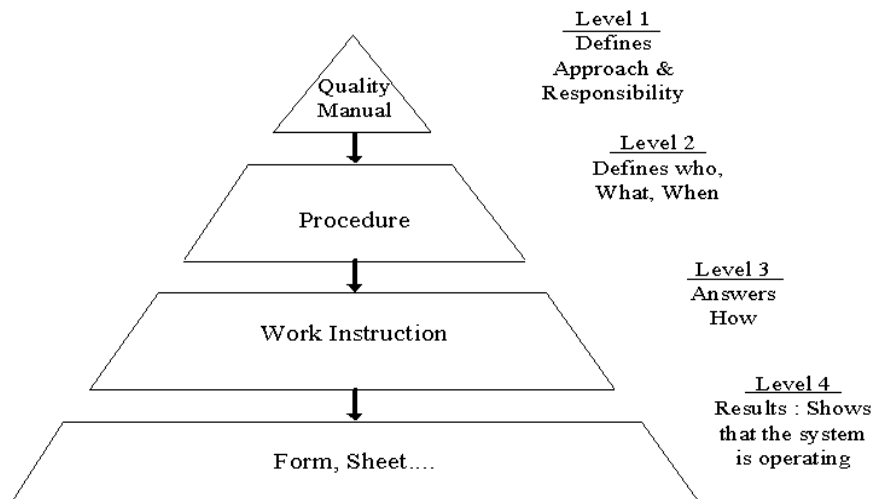 Level 1
Defines
Approach &
Responsibility
Quality
Manual
Level 2
Defines who,
What, When
Procedure
Level 3
Answers
How
Work Instruction
Level 4
Results : Shows
that the system
is operating
Form, Sheet....